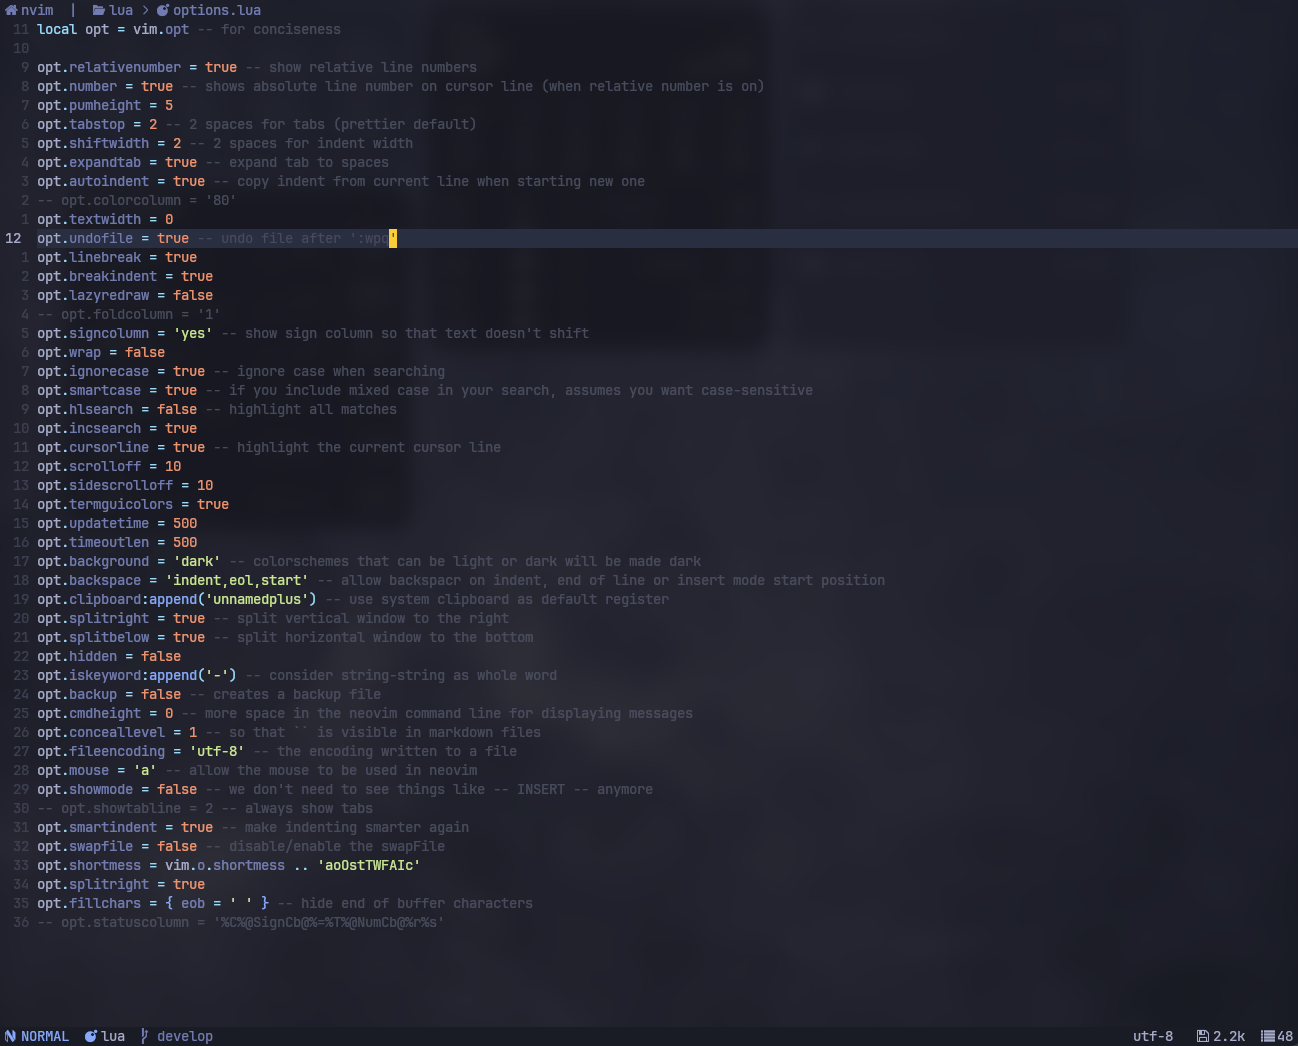 nvim | lua > options.lua
11 local opt = vim.opt -- for conciseness
10
9 opt.relativenumber = true -- show relative line numbers
8 opt.number = true -- shows absolute line number on cursor line (when relative number is on)
7 opt.pumheight = 5
6 opt.tabstop = 2 -- 2 spaces for tabs (prettier default)
5 opt.shiftwidth = 2 -- 2 spaces for indent width
4 opt.expandtab = true -- expand tab to spaces
3 opt.autoindent = true -- copy indent from current line when starting new one
2 -- opt.colorcolumn = '80'
1 opt.textwidth = 0
12 opt.undofile = true -- undo file after ':wpq'
1 opt.linebreak = true
2 opt.breakindent = true
3 opt.lazyredraw = false
4 -- opt.foldcolumn = '1'
5 opt.signcolumn = 'yes' -- show sign column so that text doesn't shift
6 opt.wrap = false
7 opt.ignorecase = true -- ignore case when searching
8 opt.smartcase = true -- if you include mixed case in your search, assumes you want case-sensitive
9 opt.hlsearch = false -- highlight all matches
10 opt.incsearch = true
11 opt.cursorline = true -- highlight the current cursor line
12 opt.scrolloff = 10
13 opt.sidescrolloff = 10
14 opt.termguicolors = true
15 opt.updatetime = 500
16 opt.timeoutlen = 500
17 opt.background = 'dark' -- colorschemes that can be light or dark will be made dark
18 opt.backspace = 'indent,eol,start' -- allow backspacr on indent, end of line or insert mode start position
19 opt.clipboard:append('unnamedplus') -- use system clipboard as default register
20 opt.splitright = true -- split vertical window to the right
21 opt.splitbelow = true -- split horizontal window to the bottom
22 opt.hidden = false
23 opt.iskeyword:append('-') -- consider string-string as whole word
24 opt.backup = false -- creates a backup file
25 opt.cmdheight = 0 -- more space in the neovim command line for displaying messages
26 opt.conceallevel = 1 -- so that `` is visible in markdown files
27 opt.fileencoding = 'utf-8' -- the encoding written to a file
28 opt.mouse = 'a' -- allow the mouse to be used in neovim
29 opt.showmode = false -- we don't need to see things like -- INSERT -- anymore
30 -- opt.showtabline = 2 -- always show tabs
31 opt.smartindent = true -- make indenting smarter again
32 opt.swapfile = false -- disable/enable the swapFile
33 opt.shortmess = vim.o.shortmess .. 'aoOstTWFAIc'
34 opt.splitright = true
35 opt.fillchars = { eob = ' ' } -- hide end of buffer characters
36 -- opt.statuscolumn = '%C%@SignCb@%=%T%@NumCb@%r%s'
NORMAL lua develop utf-8 2.2k 48